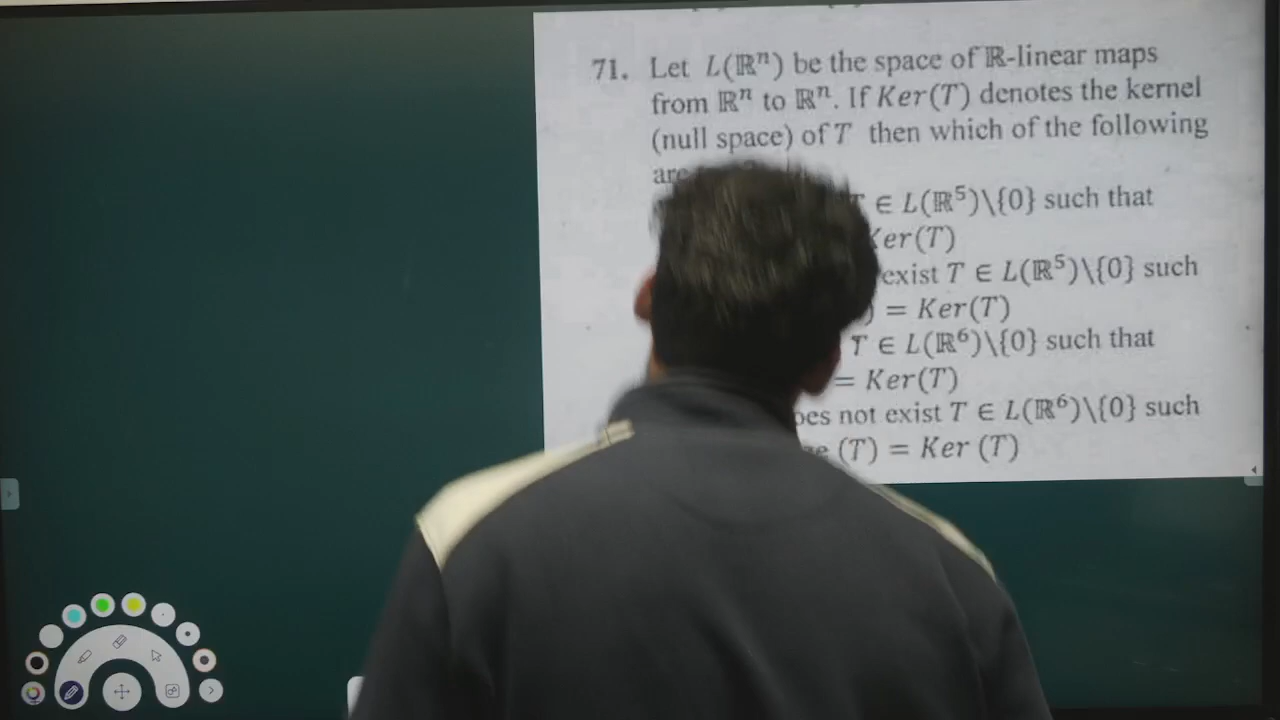 71. Let L(ℝⁿ) be the space of ℝ-linear maps
from ℝⁿ to ℝⁿ. If Ker(T) denotes the kernel
(null space) of T then which of the following
are
T ∈ L(ℝ⁵)\{0} such that
Ker(T)
exist T ∈ L(ℝ⁵)\{0} such
) = Ker(T)
T ∈ L(ℝ⁶)\{0} such that
= Ker(T)
not exist T ∈ L(ℝ⁶)\{0} such
(T) = Ker (T)